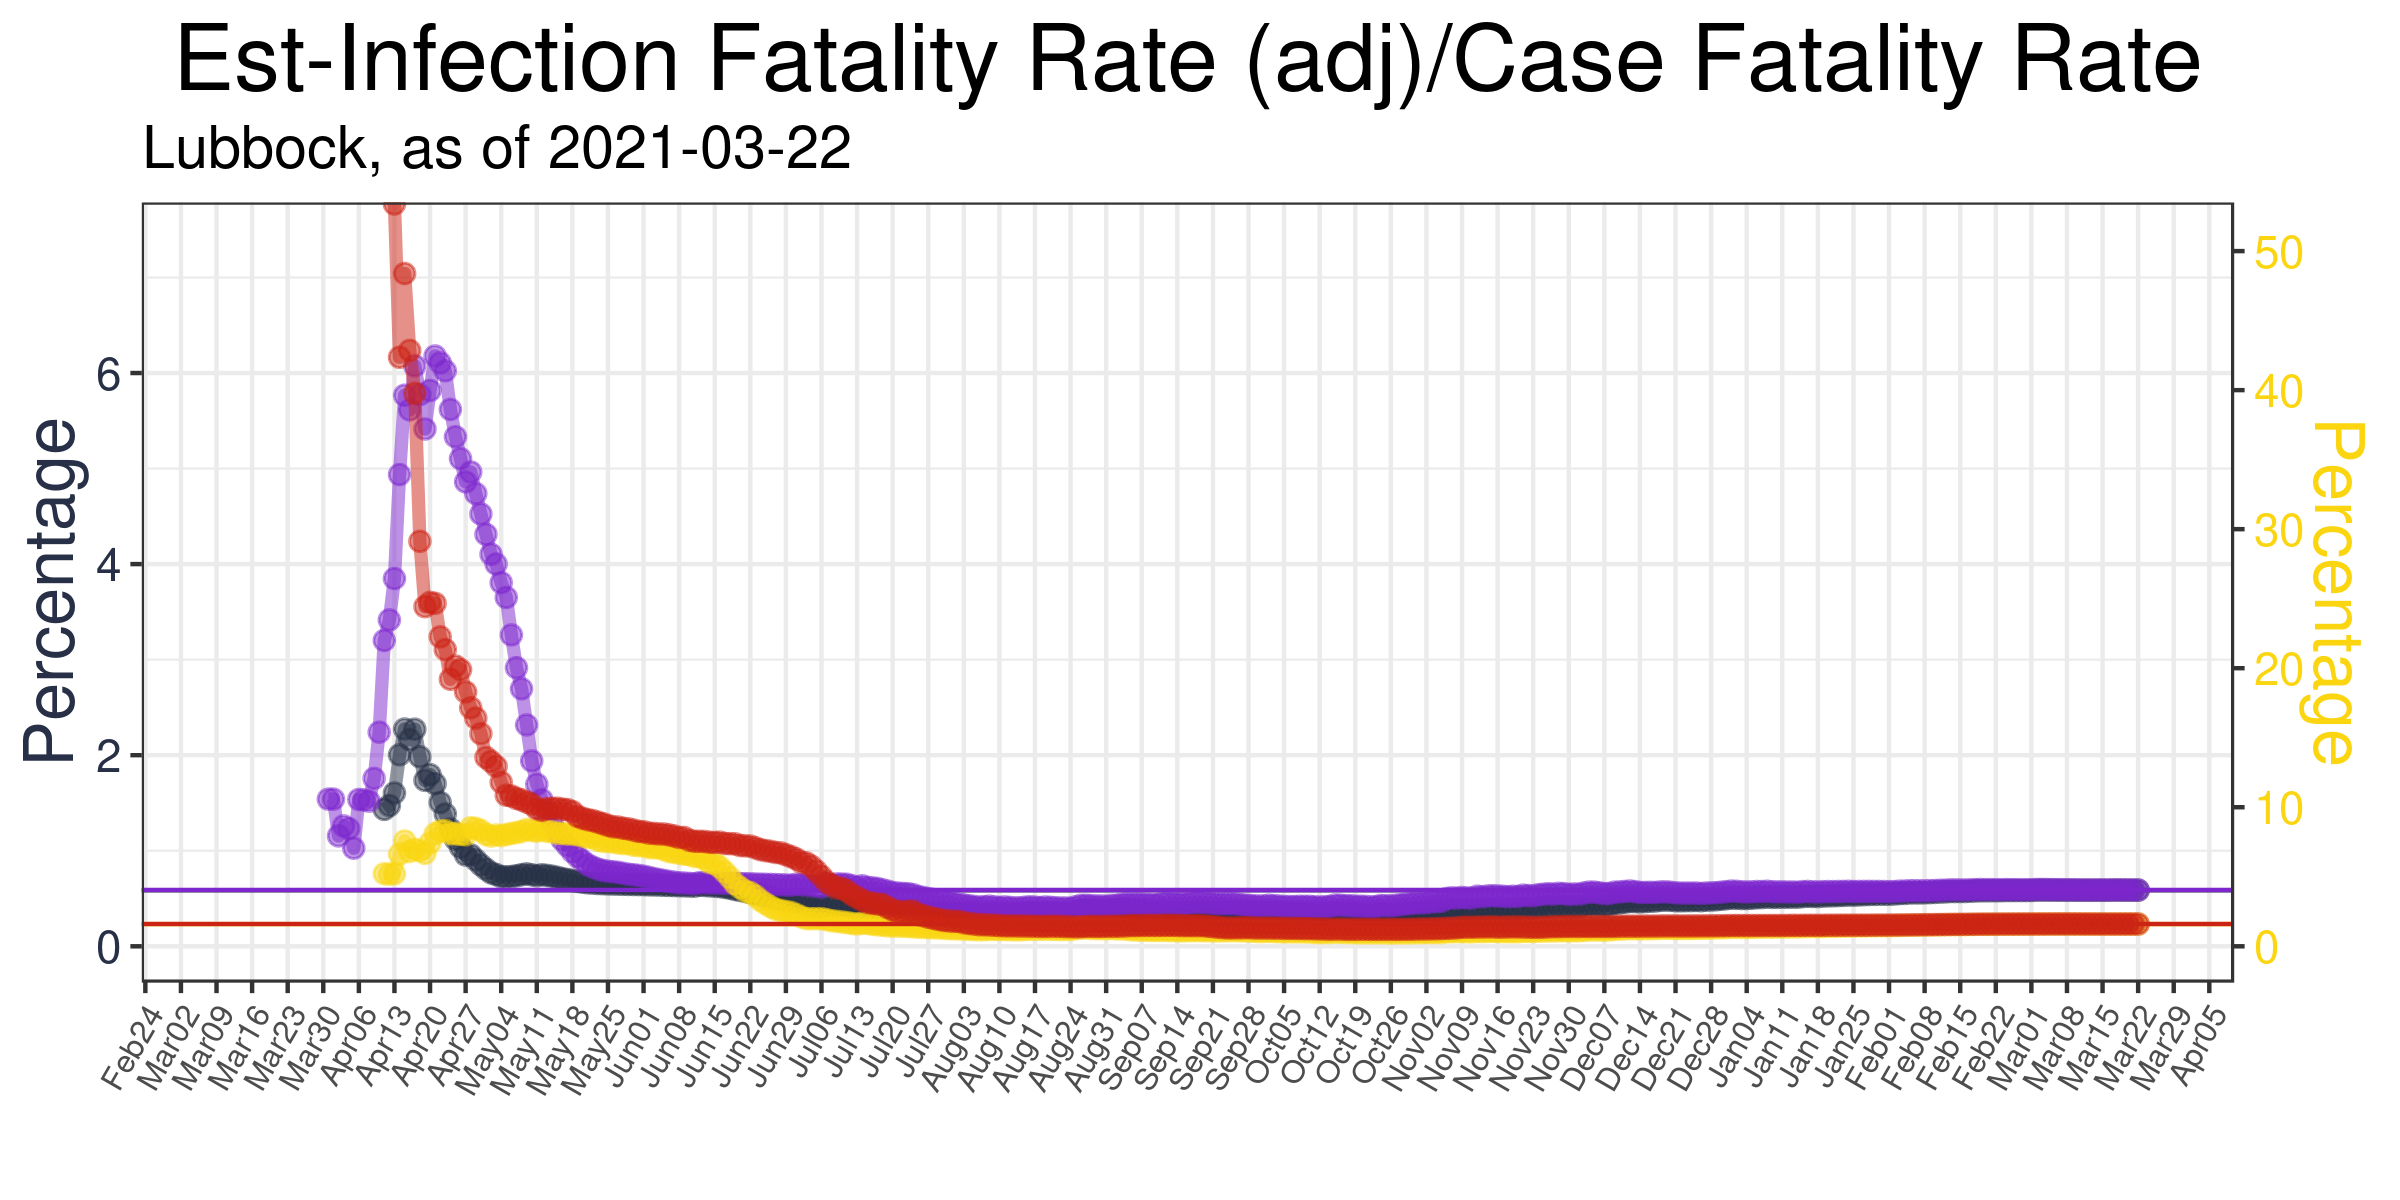 Est-Infection Fatality Rate (adj)/Case Fatality Rate
Lubbock, as of 2021-03-22
Percentage
6
4
2
0
50
40
30
20
10
0
Percentage
Feb24
Mar02
Mar09
Mar16
Mar23
Mar30
Apr06
Apr13
Apr20
Apr27
May04
May11
May18
May25
Jun01
Jun08
Jun15
Jun22
Jun29
Jul06
Jul13
Jul20
Jul27
Aug03
Aug10
Aug17
Aug24
Aug31
Sep07
Sep14
Sep21
Sep28
Oct05
Oct12
Oct19
Oct26
Nov02
Nov09
Nov16
Nov23
Nov30
Dec07
Dec14
Dec21
Dec28
Jan04
Jan11
Jan18
Jan25
Feb01
Feb08
Feb15
Feb22
Mar01
Mar08
Mar15
Mar22
Mar29
Apr05